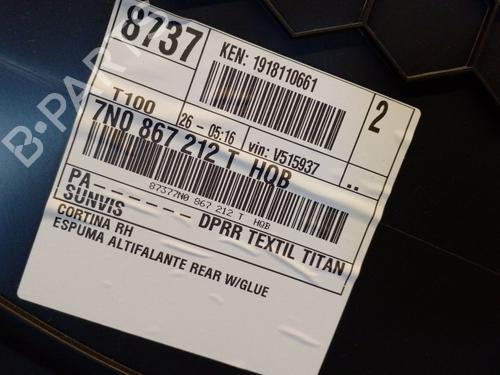 8737
KEN: 1918110661
2
T100
26 - 05:16
vin: V515937
..
7N0 867 212 T HQB
87377N0 867 212 T HQB
PA-------
SUNVIS
DPRR TEXTIL TITAN
CORTINA RH
ESPUMA ALTIFALANTE REAR W/GLUE
B-PARTS